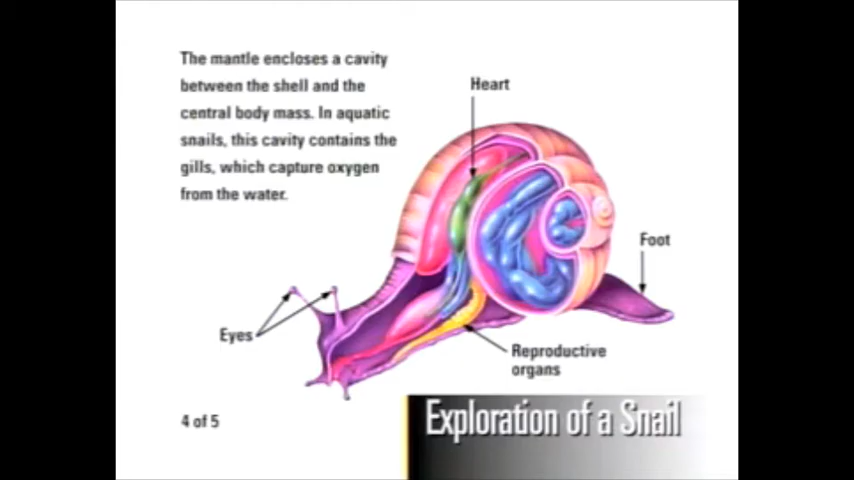 The mantle encloses a cavity
between the shell and the
central body mass. In aquatic
snails, this cavity contains the
gills, which capture oxygen
from the water.
Heart
Foot
Eyes
Reproductive
organs
4 of 5
Exploration of a Snail